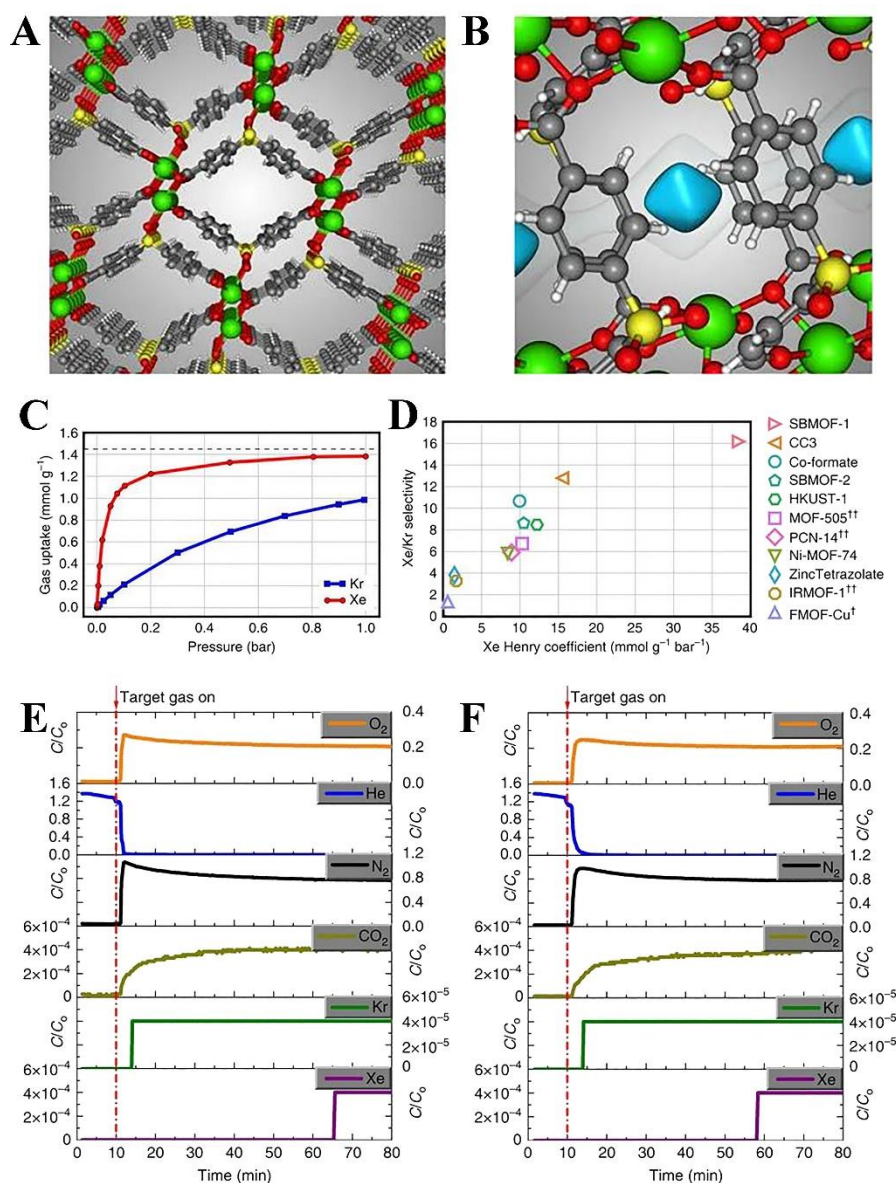 A
B
C
1.6
1.4
1.2
1.0
0.8
0.6
0.4
0.2
0.0
Gas uptake (mmol g⁻¹)
Kr
Xe
0.0 0.2 0.4 0.6 0.8 1.0
Pressure (bar)
D
18
16
14
12
10
8
6
4
2
0
Xe/Kr selectivity
0 5 10 15 20 25 30 35 40
Xe Henry coefficient (mmol g⁻¹ bar⁻¹)
SBMOF-1
CC3
Co-formate
SBMOF-2
HKUST-1
MOF-505††
PCN-14††
Ni-MOF-74
ZincTetrazolate
IRMOF-1††
FMOF-Cu†
E
Target gas on
O₂
C/Cₒ
0.4
0.2
0.0
He
1.6
1.2
0.8
0.4
0.0
C/Cₒ
N₂
C/Cₒ
1.2
0.8
0.4
0.0
CO₂
6×10⁻⁴
4×10⁻⁴
2×10⁻⁴
0
C/Cₒ
Kr
C/Cₒ
6×10⁻⁵
4×10⁻⁵
2×10⁻⁵
0
Xe
6×10⁻⁴
4×10⁻⁴
2×10⁻⁴
0
C/Cₒ
0 10 20 30 40 50 60 70 80
Time (min)
F
Target gas on
O₂
C/Cₒ
0.4
0.2
0.0
He
1.6
1.2
0.8
0.4
0.0
C/Cₒ
N₂
C/Cₒ
1.2
0.8
0.4
0.0
CO₂
6×10⁻⁴
4×10⁻⁴
2×10⁻⁴
0
C/Cₒ
Kr
C/Cₒ
6×10⁻⁵
4×10⁻⁵
2×10⁻⁵
0
Xe
6×10⁻⁴
4×10⁻⁴
2×10⁻⁴
0
C/Cₒ
0 10 20 30 40 50 60 70 80
Time (min)